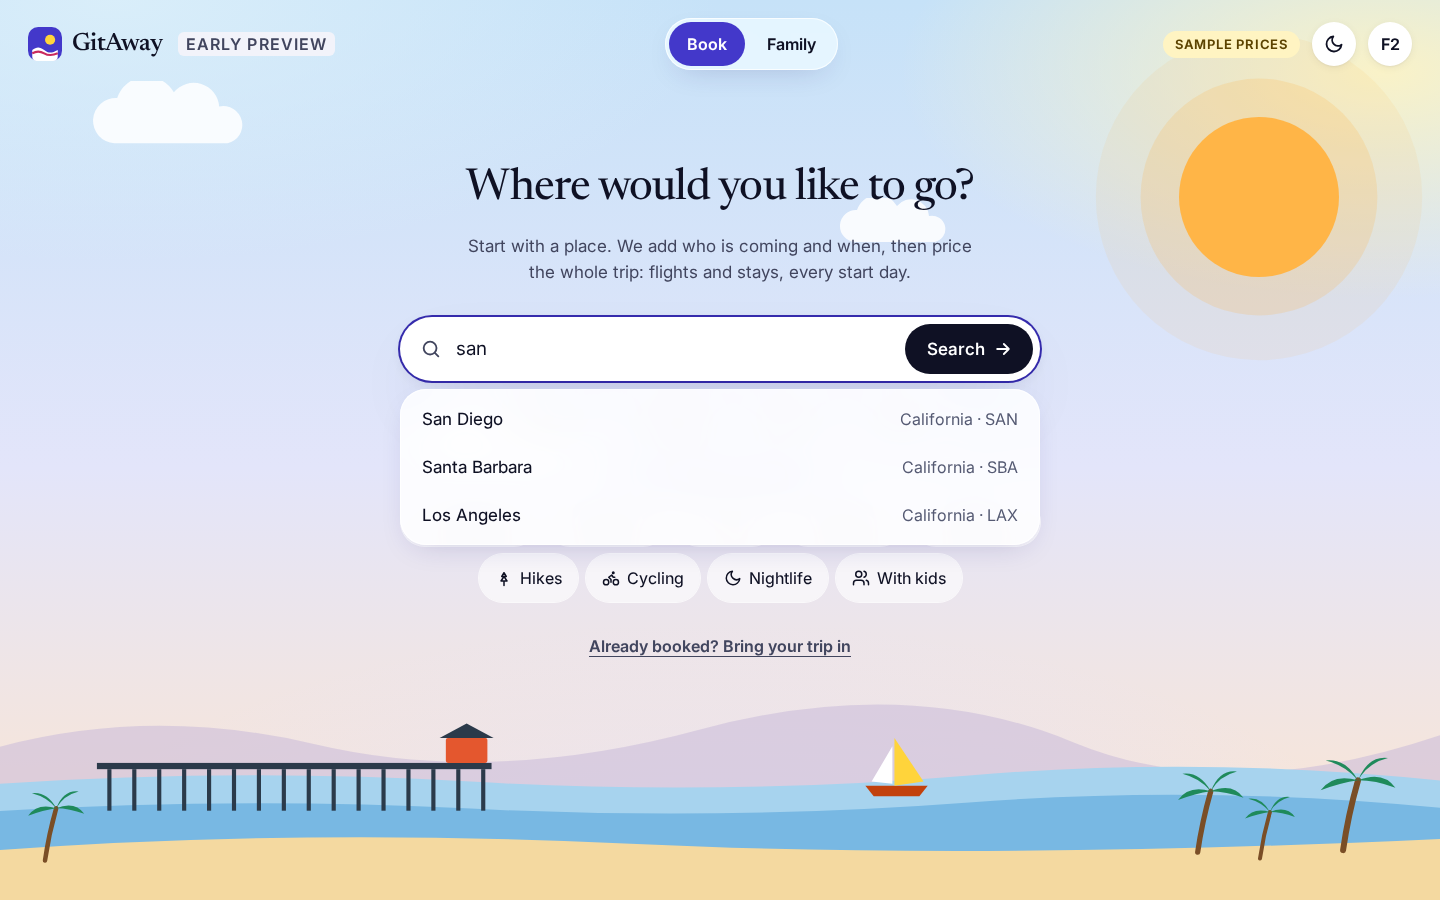 GitAway
EARLY PREVIEW
Book
Family
SAMPLE PRICES
F2
Where would you like to go?
Start with a place. We add who is coming and when, then price
the whole trip: flights and stays, every start day.
san
Search
San Diego
California · SAN
Santa Barbara
California · SBA
Los Angeles
California · LAX
Hikes
Cycling
Nightlife
With kids
Already booked? Bring your trip in